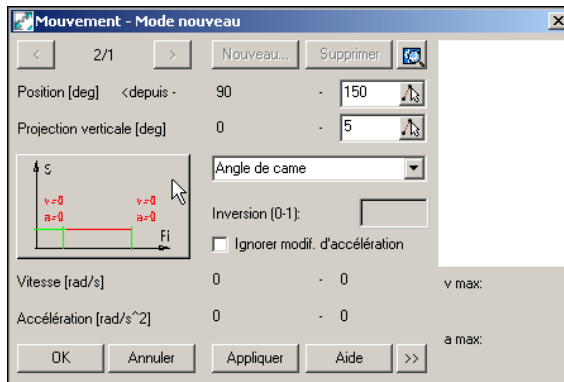 Mouvement - Mode nouveau
< 2/1 > Nouveau... Supprimer
Position [deg] <depuis - 90 - 150
Projection verticale [deg] 0 - 5
S
v=0 v=0
a=0 a=0
Fi
Angle de came
Inversion (0-1):
Ignorer modif. d'accélération
Vitesse [rad/s] 0 - 0 v max:
Accélération [rad/s^2] 0 - 0
a max:
OK Annuler Appliquer Aide >>